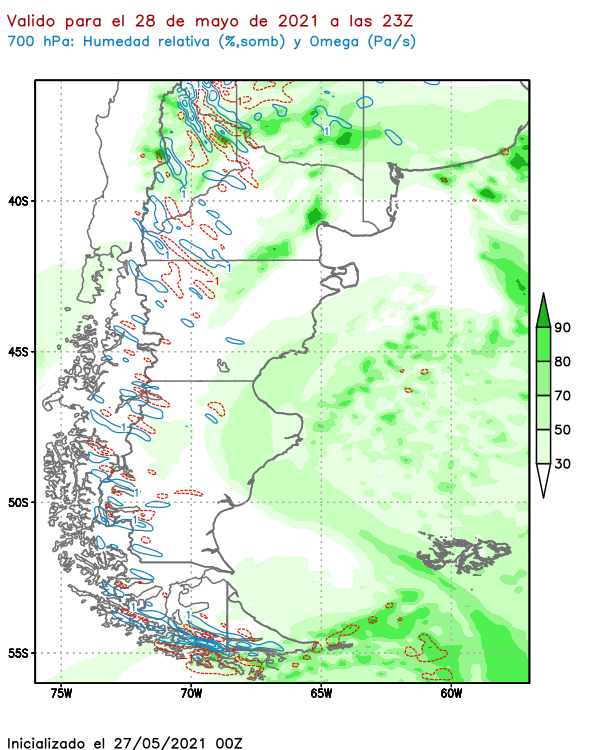 Valido para el 28 de mayo de 2021 a las 23Z
700 hPa: Humedad relativa (%,somb) y Omega (Pa/s)
1
1
1
40S
1
1
-1
90
80
45S
70
50
1
30
1
50S
1
1
1
55S
75W 70W 65W 60W
Inicializado el 27/05/2021 00Z